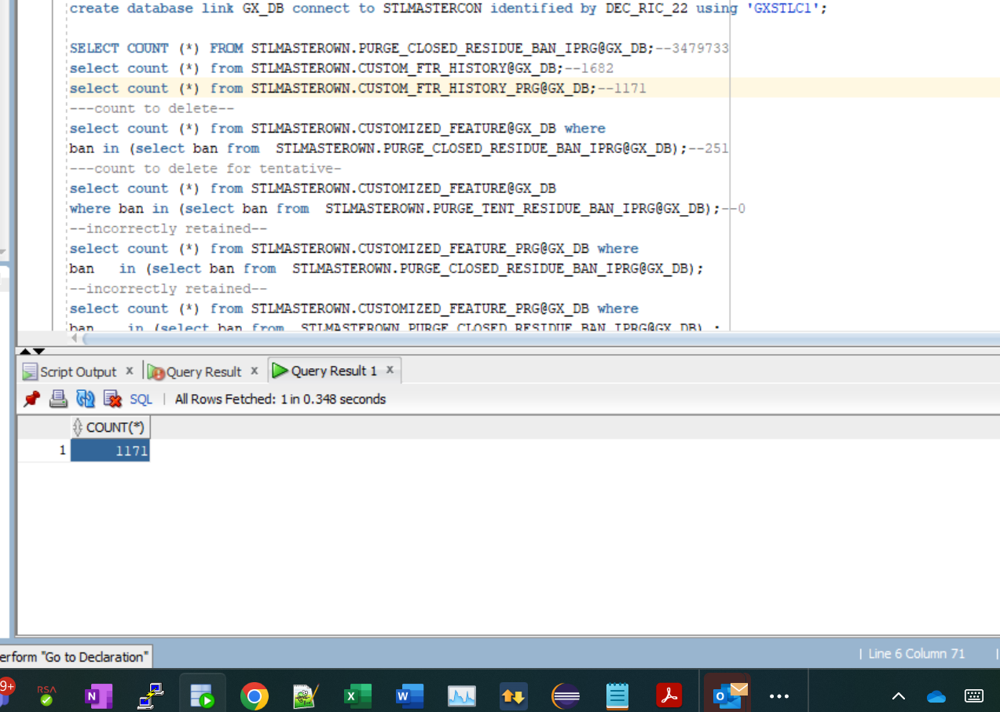 create database link GX_DB connect to STLMASTERCON identified by DEC_RIC_22 using 'GXSTLC1';
SELECT COUNT (*) FROM STLMASTEROWN.PURGE_CLOSED_RESIDUE_BAN_IPRG@GX_DB;--3479733
select count (*) from STLMASTEROWN.CUSTOM_FTR_HISTORY@GX_DB;--1682
select count (*) from STLMASTEROWN.CUSTOM_FTR_HISTORY_PRG@GX_DB;--1171
---count to delete--
select count (*) from STLMASTEROWN.CUSTOMIZED_FEATURE@GX_DB where
ban in (select ban from  STLMASTEROWN.PURGE_CLOSED_RESIDUE_BAN_IPRG@GX_DB);--251
---count to delete for tentative-
select count (*) from STLMASTEROWN.CUSTOMIZED_FEATURE@GX_DB
where ban in (select ban from  STLMASTEROWN.PURGE_TENT_RESIDUE_BAN_IPRG@GX_DB);--0
--incorrectly retained--
select count (*) from STLMASTEROWN.CUSTOMIZED_FEATURE_PRG@GX_DB where
ban   in (select ban from  STLMASTEROWN.PURGE_CLOSED_RESIDUE_BAN_IPRG@GX_DB);
--incorrectly retained--
select count (*) from STLMASTEROWN.CUSTOMIZED_FEATURE_PRG@GX_DB where
ban    in (select ban from  STLMASTEROWN.PURGE_CLOSED_RESIDUE_BAN_IPRG@GX_DB) ;
Script Output x Query Result x Query Result 1 x
SQL | All Rows Fetched: 1 in 0.348 seconds
COUNT(*)
1 1171
erform "Go to Declaration"
| Line 6 Column 71 |
9+ RSA N X W O